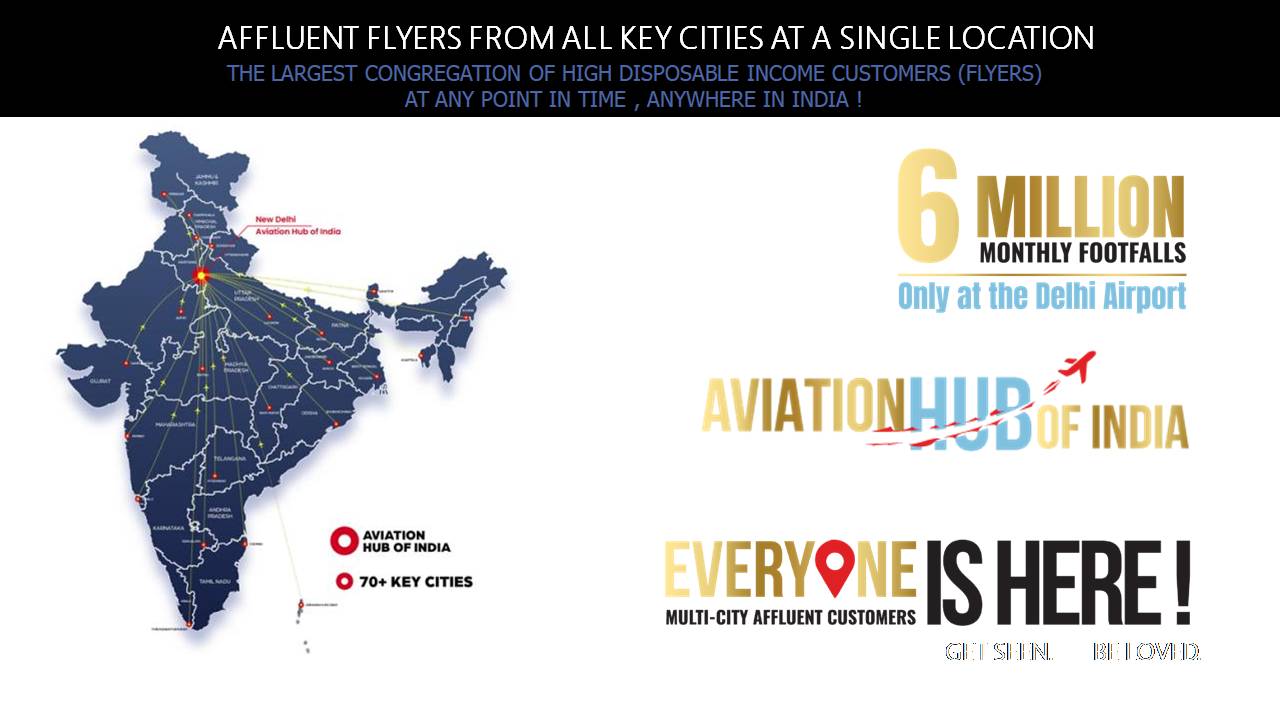 AFFLUENT FLYERS FROM ALL KEY CITIES AT A SINGLE LOCATION
THE LARGEST CONGREGATION OF HIGH DISPOSABLE INCOME CUSTOMERS (FLYERS)
AT ANY POINT IN TIME , ANYWHERE IN INDIA !
JAMMU &
KASHMIR
HIMACHAL
PRADESH
New Delhi
Aviation Hub of India
UTTAR
PRADESH
PATNA
GUJRAT
MADHYA
PRADESH
CHATTISGARH
ODISHA
MAHARASHTRA
TELANGANA
ANDHRA
PRADESH
KARNATAKA
TAMIL NADU
AVIATION
HUB OF INDIA
70+ KEY CITIES
6 MILLION
MONTHLY FOOTFALLS
Only at the Delhi Airport
AVIATION HUB OF INDIA
EVERYONE IS HERE !
MULTI-CITY AFFLUENT CUSTOMERS
GET SEEN. BE LOVED.